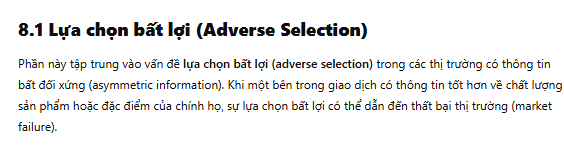 8.1 Lựa chọn bất lợi (Adverse Selection)
Phần này tập trung vào vấn đề lựa chọn bất lợi (adverse selection) trong các thị trường có thông tin
bất đối xứng (asymmetric information). Khi một bên trong giao dịch có thông tin tốt hơn về chất lượng
sản phẩm hoặc đặc điểm của chính họ, sự lựa chọn bất lợi có thể dẫn đến thất bại thị trường (market
failure).